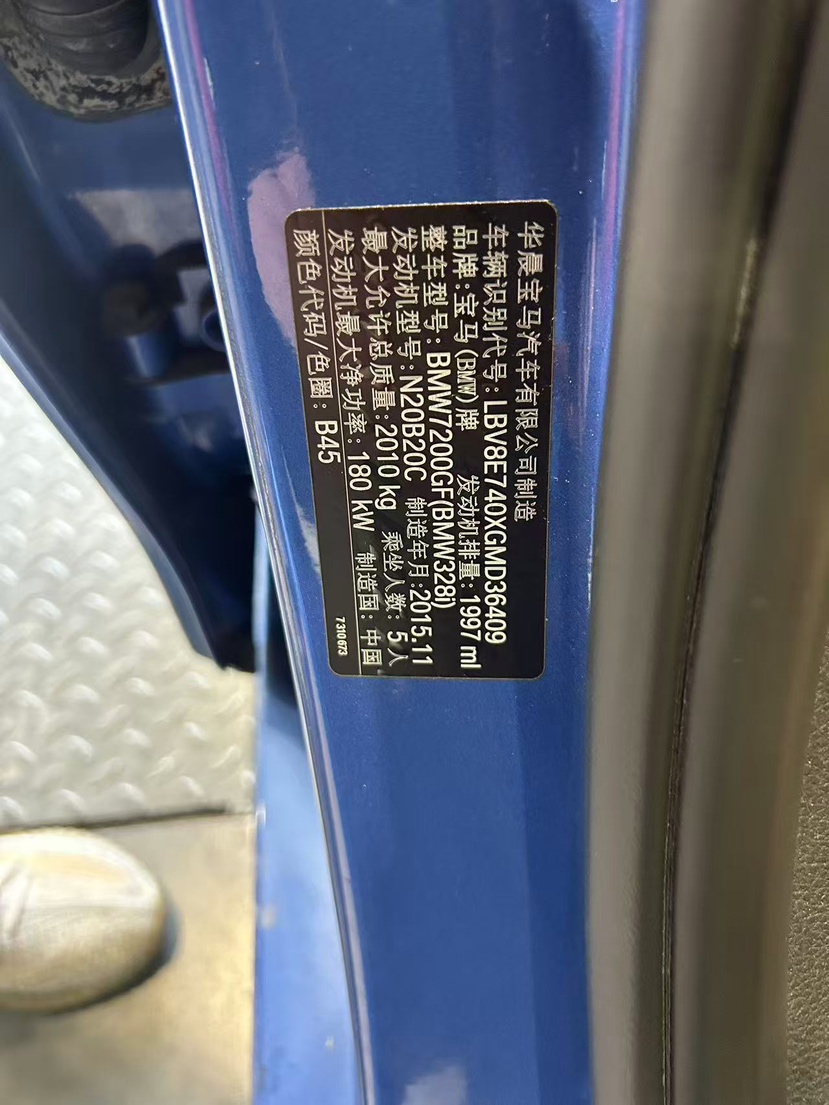 华晨宝马汽车有限公司制造
车辆识别代号：LBV8E740XGMD36409
品牌：宝马（BMW）牌 发动机排量：1997 ml
整车型号：BMW7200GF(BMW328i)
发动机型号：N20B20C 制造年月：2015.11
最大允许总质量：2010 kg 乘坐人数：5人
发动机最大净功率：180 kW 制造国：中国
颜色代码/色圈：B45
7310673